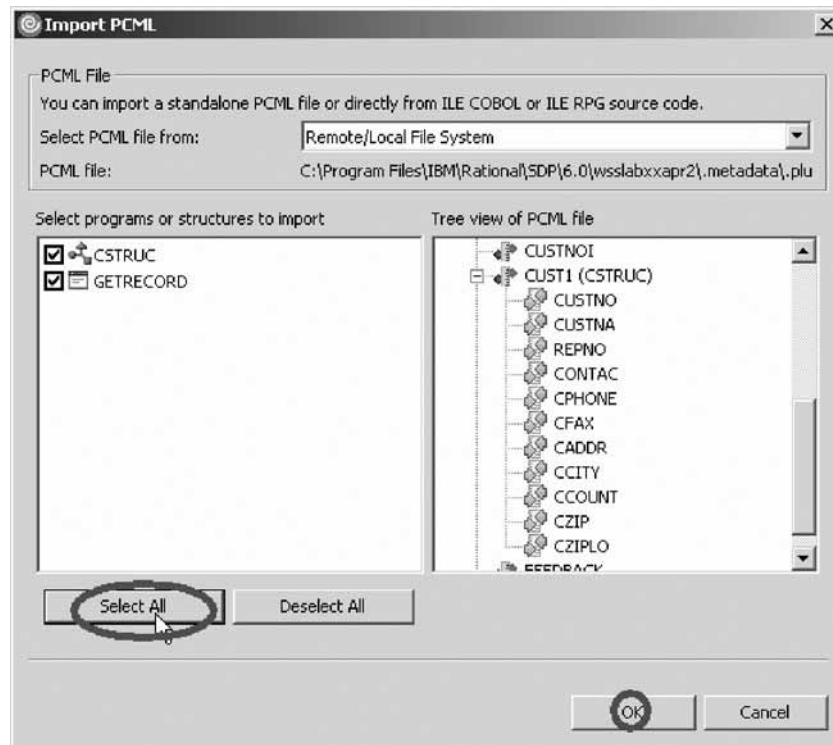 Import PCML
PCML File
You can import a standalone PCML file or directly from ILE COBOL or ILE RPG source code.
Select PCML file from:
Remote/Local File System
PCML file:
C:\Program Files\IBM\Rational\SDP\6.0\wsslabxxapr2\.metadata\.plu
Select programs or structures to import
CSTRUC
GETRECORD
Tree view of PCML file
CUSTNOI
CUST1 (CSTRUC)
CUSTNO
CUSTNA
REPNO
CONTAC
CPHONE
CFAX
CADDR
CCITY
CCOUNT
CZIP
CZIPLO
FEEDBACK
Select All
Deselect All
OK
Cancel